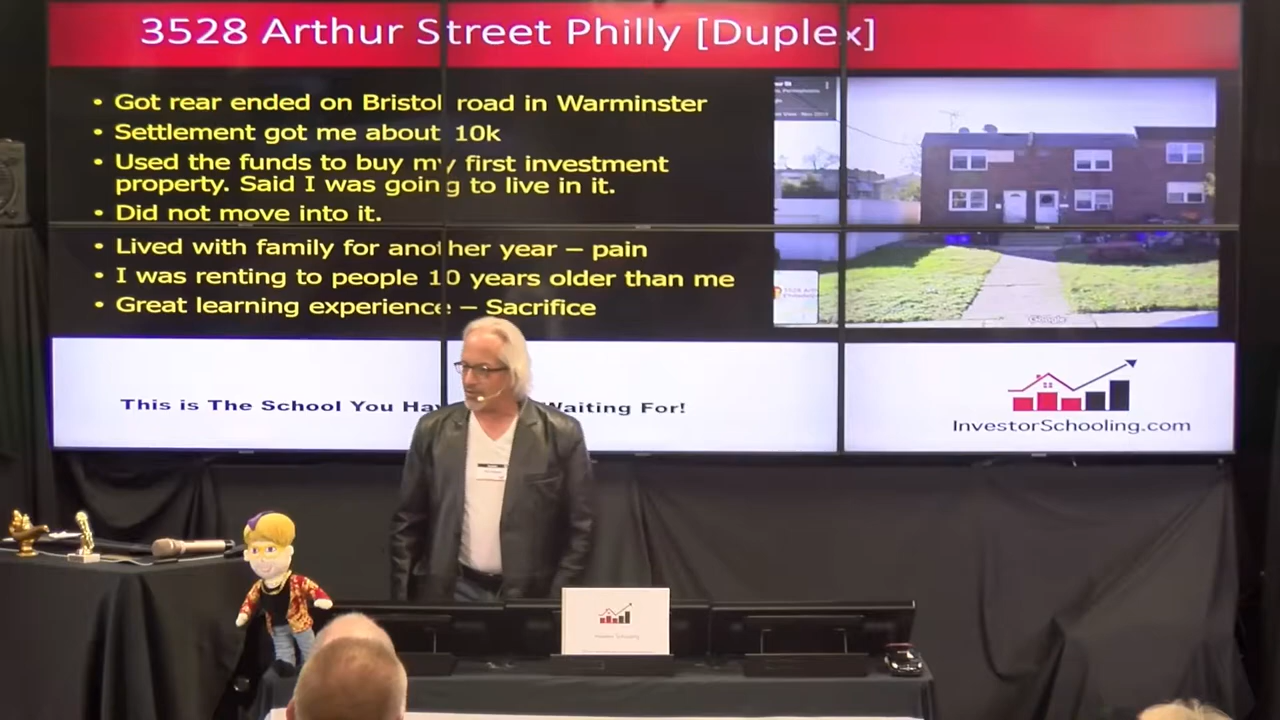 3528 Arthur Street Philly [Duplex]
• Got rear ended on Bristol road in Warminster
• Settlement got me about 10k
• Used the funds to buy my first investment
property. Said I was going to live in it.
• Did not move into it.
• Lived with family for another year – pain
• I was renting to people 10 years older than me
• Great learning experience – Sacrifice
Google
This is The School You Hav Waiting For!
InvestorSchooling.com